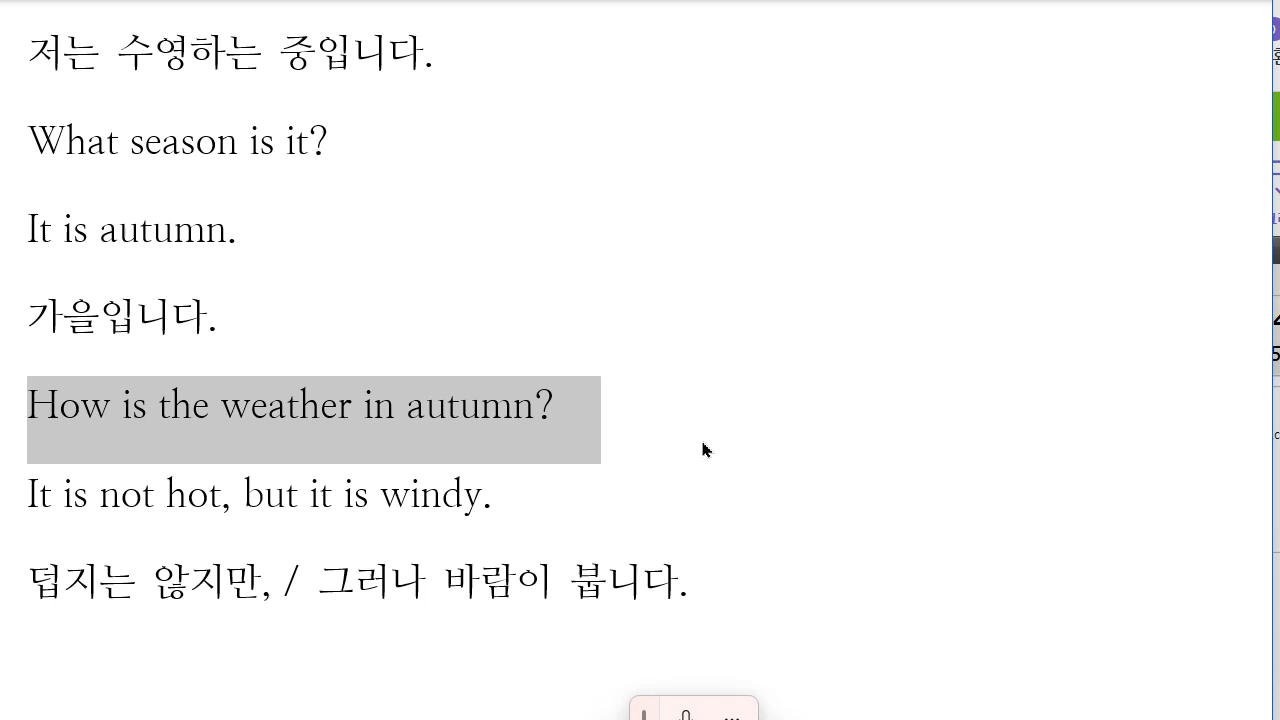 저는 수영하는 중입니다.
What season is it?
It is autumn.
가을입니다.
How is the weather in autumn?
It is not hot, but it is windy.
덥지는 않지만, / 그러나 바람이 붑니다.